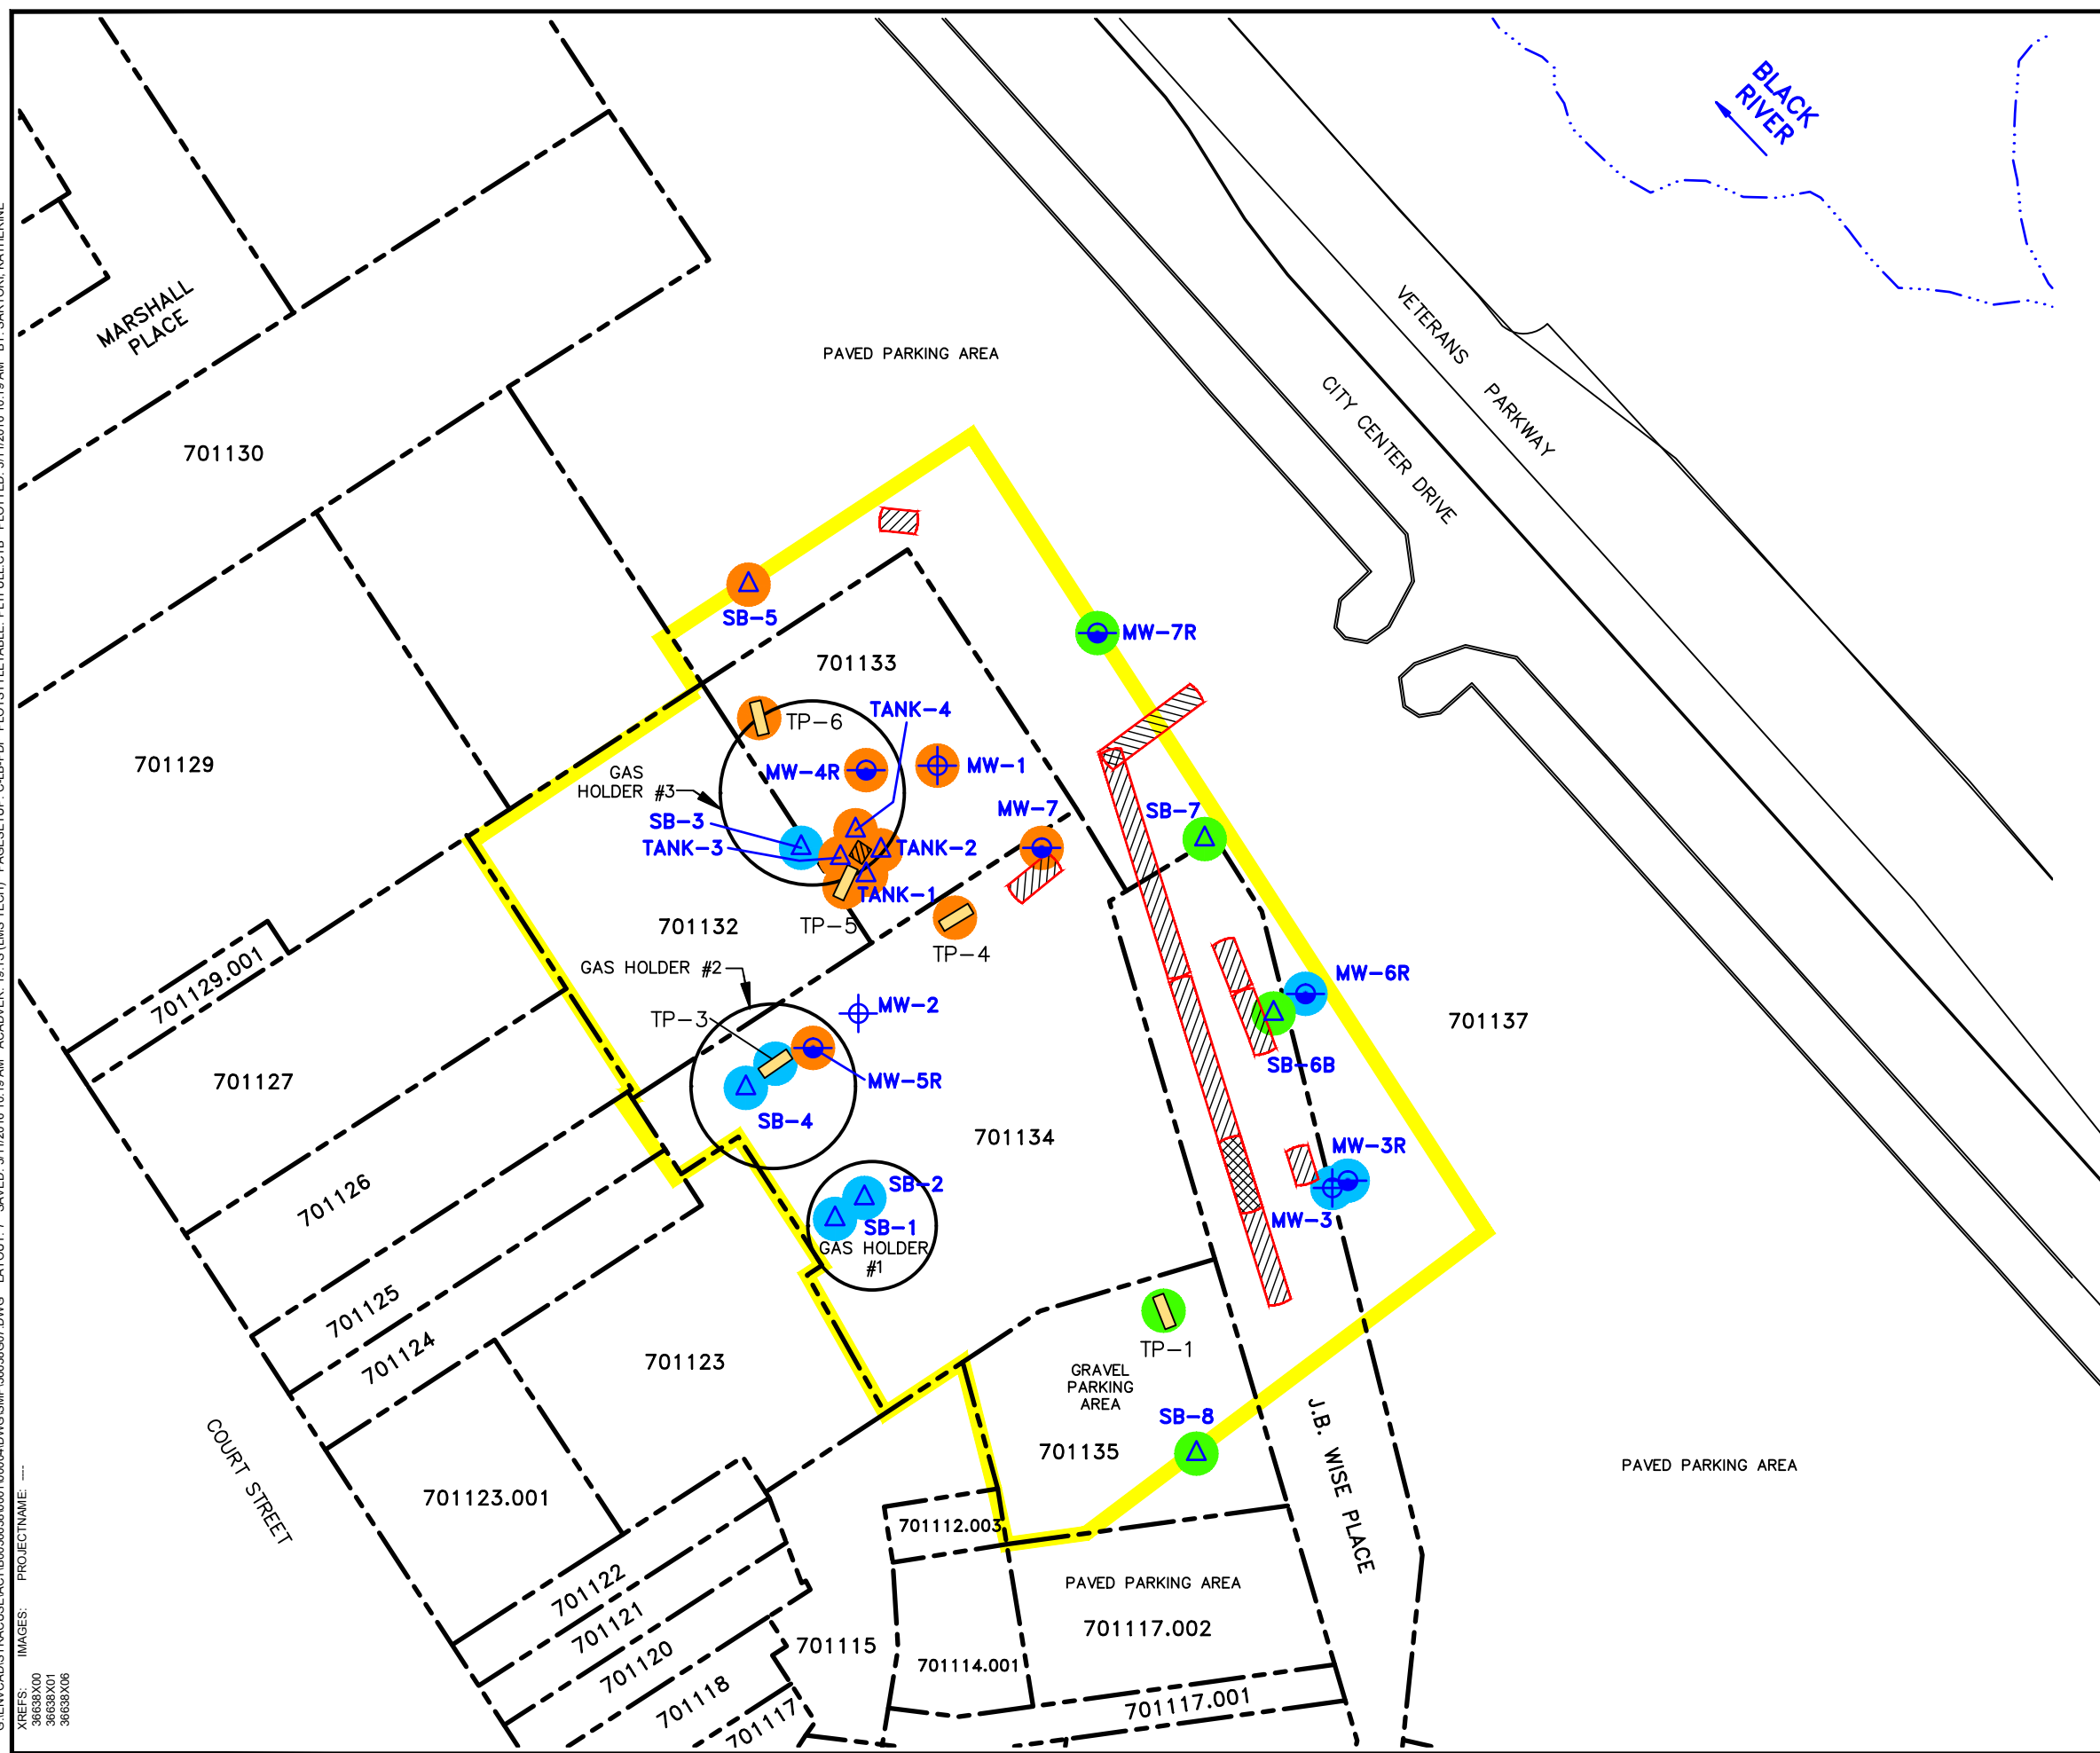 BLACK
RIVER
MARSHALL
PLACE
PAVED PARKING AREA
VETERANS PARKWAY
CITY CENTER DRIVE
701130
SB-5
MW-7R
701133
TP-6
TANK-4
701129
GAS
HOLDER #3
MW-4R
MW-1
SB-3
MW-7
SB-7
TANK-3
TANK-2
TANK-1
701132
TP-5
TP-4
GAS HOLDER #2
701129.001
MW-6R
TP-3
MW-2
701137
701127
MW-5R
SB-6B
SB-4
701134
MW-3R
701126
SB-2
SB-1
MW-3
GAS HOLDER
#1
701125
701124
TP-1
701123
GRAVEL
PARKING
AREA
SB-8
701135
COURT STREET
J.B. WISE PLACE
PAVED PARKING AREA
701123.001
701112.003
PAVED PARKING AREA
701122
701121
701117.002
701120
701115
701114.001
701118
701117
701117.001
XREFS: IMAGES: PROJECTNAME: ----
36638X00
36638X01
36638X06